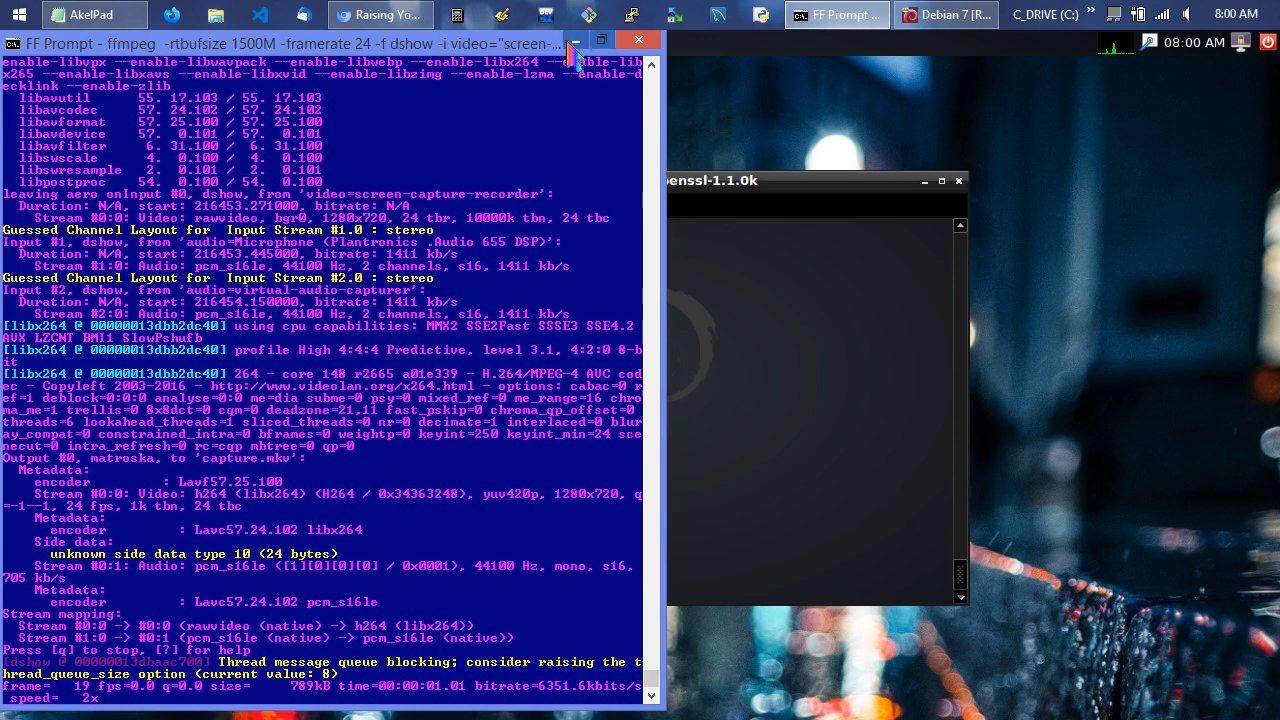 AkelPad
Raising Yo...
FF Prompt ...
Debian 7 [R...
C_DRIVE (C:)
»
8:00 AM
FF Prompt - ffmpeg  -rtbufsize 1500M -framerate 24 -f dshow -i video="screen-...
08:00 AM
enable-libvpx --enable-libwavpack --enable-libwebp --enable-libx264 --enable-lib
x265 --enable-libxavs --enable-libxvid --enable-libzimg --enable-lzma --enable-d
ecklink --enable-zlib
libavutil      55. 17.103 / 55. 17.103
libavcodec     57. 24.102 / 57. 24.102
libavformat    57. 25.100 / 57. 25.100
libavdevice    57.  0.101 / 57.  0.101
libavfilter     6. 31.100 /  6. 31.100
libswscale      4.  0.100 /  4.  0.100
libswresample   2.  0.101 /  2.  0.101
libpostproc    54.  0.100 / 54.  0.100
leaving aero onInput #0, dshow, from 'video=screen-capture-recorder':
Duration: N/A, start: 216453.271000, bitrate: N/A
Stream #0:0: Video: rawvideo, bgr0, 1280x720, 24 tbr, 10000k tbn, 24 tbc
Guessed Channel Layout for  Input Stream #1.0 : stereo
Input #1, dshow, from 'audio=Microphone (Plantronics .Audio 655 DSP)':
Duration: N/A, start: 216453.445000, bitrate: 1411 kb/s
Stream #1:0: Audio: pcm_s16le, 44100 Hz, 2 channels, s16, 1411 kb/s
Guessed Channel Layout for  Input Stream #2.0 : stereo
Input #2, dshow, from 'audio=virtual-audio-capturer':
Duration: N/A, start: 216454.150000, bitrate: 1411 kb/s
Stream #2:0: Audio: pcm_s16le, 44100 Hz, 2 channels, s16, 1411 kb/s
[libx264 @ 00000013dbb2dc40] using cpu capabilities: MMX2 SSE2Fast SSSE3 SSE4.2
AVX LZCNT BMI1 SlowPshufb
[libx264 @ 00000013dbb2dc40] profile High 4:4:4 Predictive, level 3.1, 4:2:0 8-b
it
[libx264 @ 00000013dbb2dc40] 264 - core 148 r2665 a01e339 - H.264/MPEG-4 AVC cod
ec - Copyleft 2003-2016 - http://www.videolan.org/x264.html - options: cabac=0 r
ef=1 deblock=0:0:0 analyse=0:0 me=dia subme=0 psy=0 mixed_ref=0 me_range=16 chro
ma_me=1 trellis=0 8x8dct=0 cqm=0 deadzone=21,11 fast_pskip=0 chroma_qp_offset=0
threads=6 lookahead_threads=1 sliced_threads=0 nr=0 decimate=1 interlaced=0 blur
ay_compat=0 constrained_intra=0 bframes=0 weightp=0 keyint=250 keyint_min=24 sce
necut=0 intra_refresh=0 rc=cqp mbtree=0 qp=0
Output #0, matroska, to 'capture.mkv':
Metadata:
encoder         : Lavf57.25.100
Stream #0:0: Video: h264 (libx264) (H264 / 0x34363248), yuv420p, 1280x720, q
=-1--1, 24 fps, 1k tbn, 24 tbc
Metadata:
encoder         : Lavc57.24.102 libx264
Side data:
unknown side data type 10 (24 bytes)
Stream #0:1: Audio: pcm_s16le ([1][0][0][0] / 0x0001), 44100 Hz, mono, s16,
705 kb/s
Metadata:
encoder         : Lavc57.24.102 pcm_s16le
Stream mapping:
Stream #0:0 -> #0:0 (rawvideo (native) -> h264 (libx264))
Stream #1:0 -> #0:1 (pcm_s16le (native) -> pcm_s16le (native))
Press [q] to stop, [?] for help
[dshow @ 00000013dbaac700] Thread message queue blocking; consider raising the t
hread_queue_size option (current value: 8)
frame=   19 fps=0.0 q=0.0 size=     789kB time=00:00:01.01 bitrate=6351.6kbits/s
speed=   2x
penssl-1.1.0k